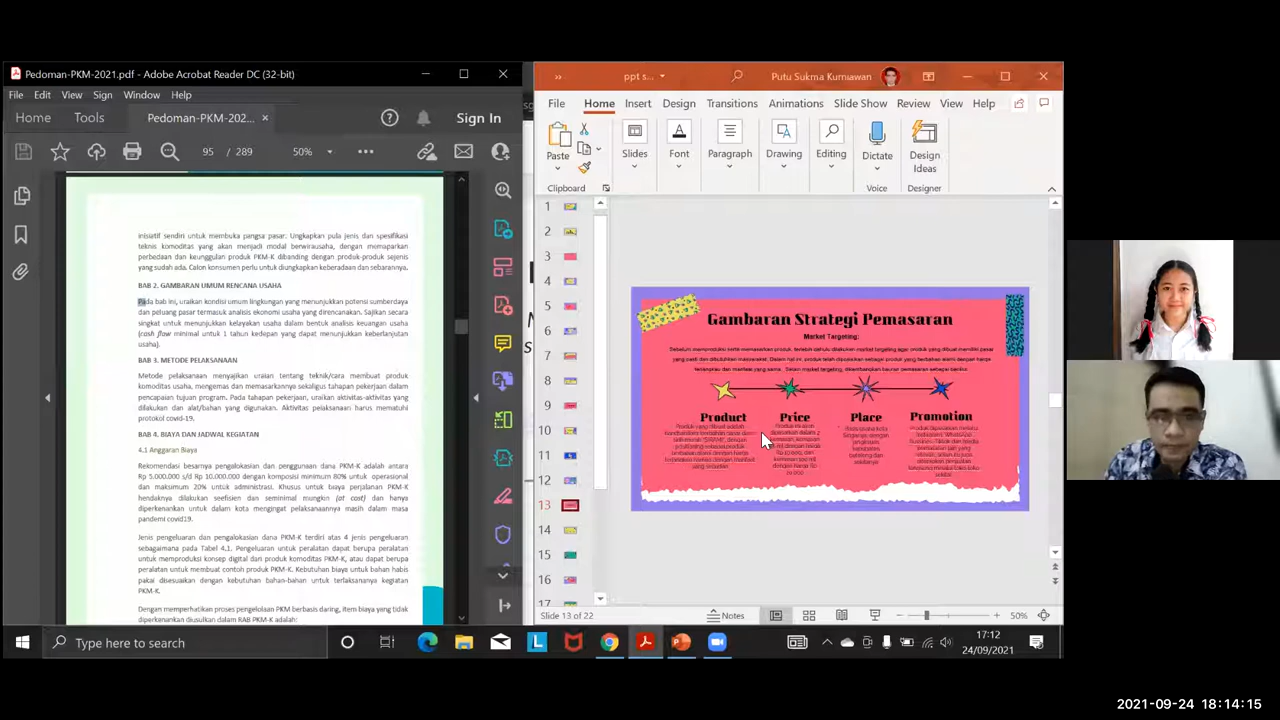 Pedoman-PKM-2021.pdf - Adobe Acrobat Reader DC (32-bit)
File Edit View Sign Window Help
Home Tools Pedoman-PKM-202... × Sign In
95 / 289 50%
inisiatif sendiri untuk membuka pangsa pasar. Ungkapkan pula jenis dan spesifikasi
teknis komoditas yang akan menjadi modal berwirausaha, dengan memaparkan
perbedaan dan keunggulan produk PKM-K dibanding dengan produk-produk sejenis
yang sudah ada. Calon konsumen perlu untuk diungkapkan keberadaan dan sebarannya.
BAB 2. GAMBARAN UMUM RENCANA USAHA
Pada bab ini, uraikan kondisi umum lingkungan yang menunjukkan potensi sumberdaya
dan peluang pasar termasuk analisis ekonomi usaha yang direncanakan. Sajikan secara
singkat untuk menunjukkan kelayakan usaha dalam bentuk analisis keuangan usaha
(cash flow minimal untuk 1 tahun kedepan yang dapat menunjukkan keberlanjutan
usaha).
BAB 3. METODE PELAKSANAAN
Metode pelaksanaan menyajikan uraian tentang teknik/cara membuat produk
komoditas usaha, mengemas dan memasarkannya sekaligus tahapan pekerjaan dalam
pencapaian tujuan program. Pada tahapan pekerjaan, uraikan aktivitas-aktivitas yang
dilakukan dan alat/bahan yang digunakan. Aktivitas pelaksanaan harus mematuhi
protokol covid-19.
BAB 4. BIAYA DAN JADWAL KEGIATAN
4.1 Anggaran Biaya
Rekomendasi besarnya pengalokasian dan penggunaan dana PKM-K adalah antara
Rp 5.000.000 s/d Rp 10.000.000 dengan komposisi minimum 80% untuk operasional
dan maksimum 20% untuk administrasi. Khusus untuk biaya perjalanan PKM-K
hendaknya dilakukan seefisien dan seminimal mungkin (at cost) dan hanya
diperkenankan untuk dalam kota mengingat pelaksanaannya masih dalam masa
pandemi covid19.
Jenis pengeluaran dan pengalokasian dana PKM-K terdiri atas 4 jenis pengeluaran
sebagaimana pada Tabel 4.1. Pengeluaran untuk peralatan dapat berupa peralatan
untuk memproduksi konsep digital dan produk komoditas PKM-K, atau dapat berupa
peralatan untuk membuat contoh produk PKM-K. Kebutuhan biaya untuk bahan habis
pakai disesuaikan dengan kebutuhan bahan-bahan untuk terlaksananya kegiatan
PKM-K.
Dengan memperhatikan proses pengelolaan PKM berbasis daring, item biaya yang tidak
diperkenankan diusulkan dalam RAB PKM-K adalah:
ppt s... Putu Sukma Kurniawan
File Home Insert Design Transitions Animations Slide Show Review View Help
Paste Slides Font Paragraph Drawing Editing Dictate Design
Ideas
Clipboard Voice Designer
1
2
3
4
5
6
7
8
9
10
12
13
14
15
16
17
Gambaran Strategi Pemasaran
Market Targeting:
Product Price Place Promotion
Slide 13 of 22 Notes 50%
Type here to search
17:12
24/09/2021
2021-09-24 18:14:15